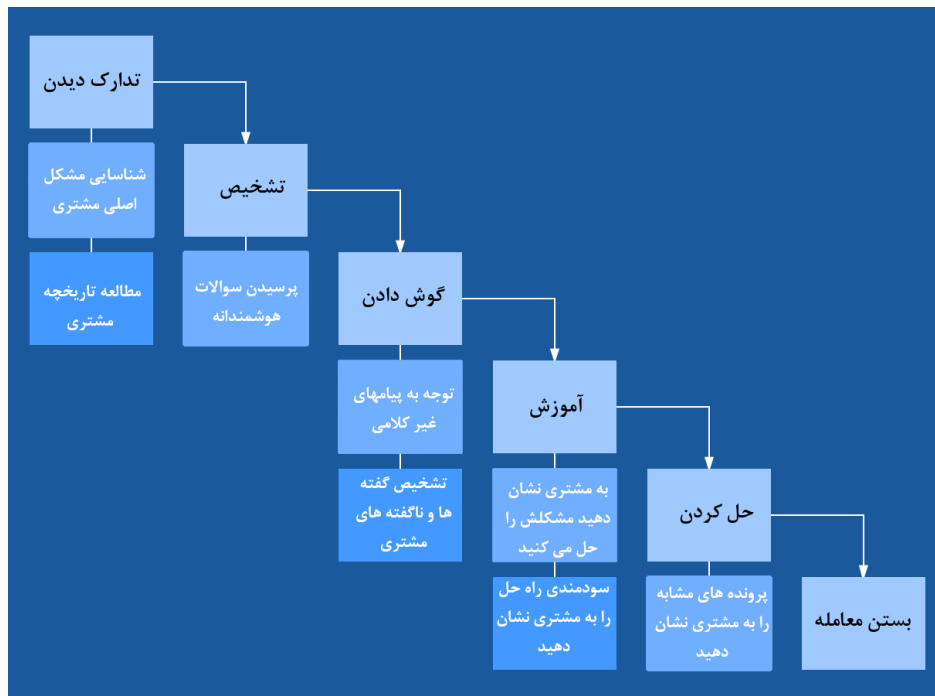 تدارک دیدن
شناسایی مشکل
اصلی مشتری
مطالعه تاریخچه
مشتری
تشخیص
پرسیدن سوالات
هوشمندانه
گوش دادن
توجه به پیامهای
غیر کلامی
تشخیص گفته
ها و ناگفته های
مشتری
آموزش
به مشتری نشان
دهید مشکلش را
حل می کنید
سودمندی راه حل
را به مشتری نشان
دهید
حل کردن
پرونده های مشابه
را به مشتری نشان
دهید
بستن معامله